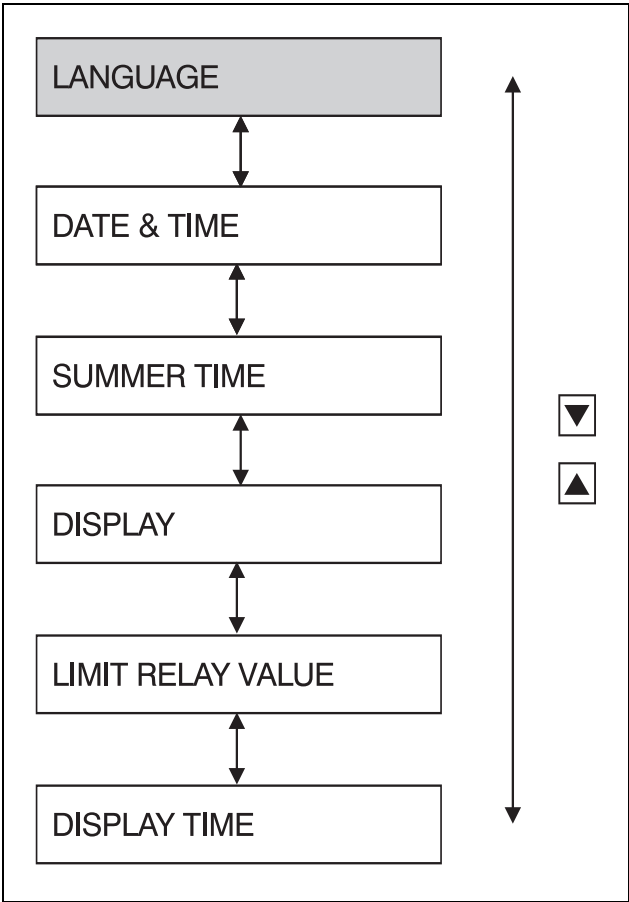 LANGUAGE
DATE & TIME
SUMMER TIME
DISPLAY
LIMIT RELAY VALUE
DISPLAY TIME